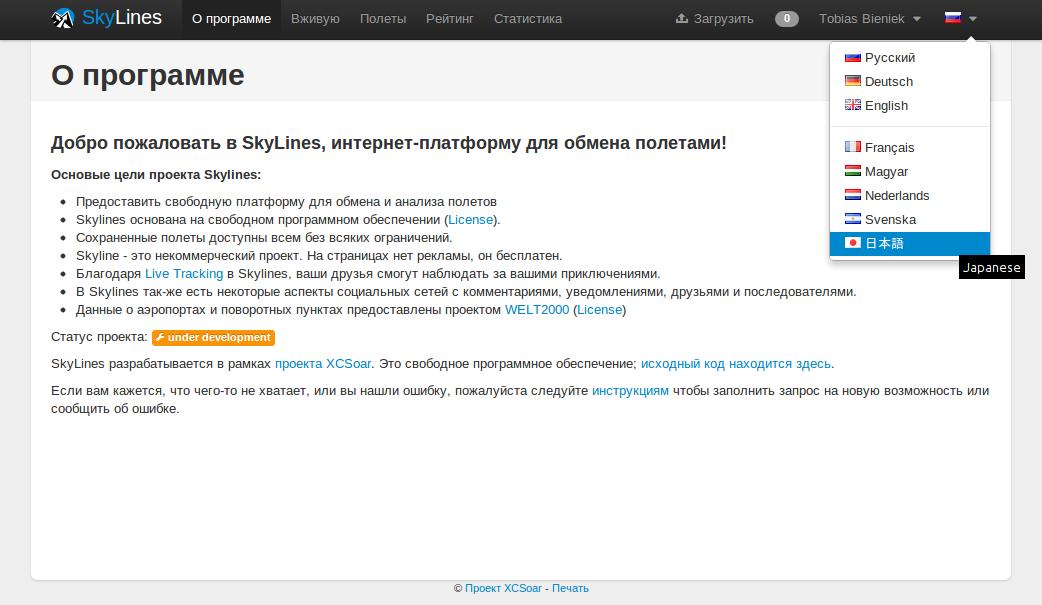 SkyLines О программе Вживую Полеты Рейтинг Статистика Загрузить 0 Tobias Bieniek
Русский
Deutsch
English
Français
Magyar
Nederlands
Svenska
日本語
Japanese
О программе
Добро пожаловать в SkyLines, интернет-платформу для обмена полетами!
Основые цели проекта Skylines:
Предоставить свободную платформу для обмена и анализа полетов
Skylines основана на свободном программном обеспечении (License).
Сохраненные полеты доступны всем без всяких ограничений.
Skyline - это некоммерческий проект. На страницах нет рекламы, он бесплатен.
Благодаря Live Tracking в Skylines, ваши друзья смогут наблюдать за вашими приключениями.
В Skylines так-же есть некоторые аспекты социальных сетей с комментариями, уведомлениями, друзьями и последователями.
Данные о аэропортах и поворотных пунктах предоставлены проектом WELT2000 (License)
Статус проекта: under development
SkyLines разрабатывается в рамках проекта XCSoar. Это свободное программное обеспечение; исходный код находится здесь.
Если вам кажется, что чего-то не хватает, или вы нашли ошибку, пожалуйста следуйте инструкциям чтобы заполнить запрос на новую возможность или
сообщить об ошибке.
© Проект XCSoar - Печать